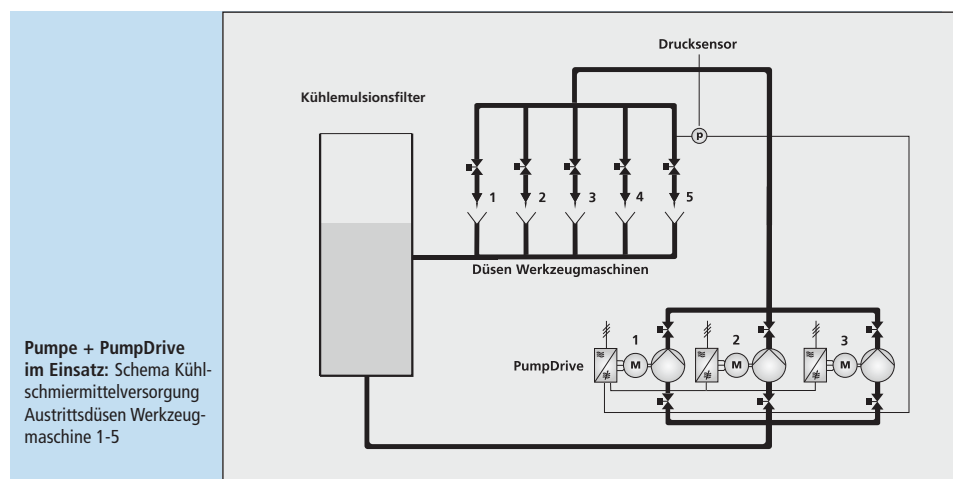 Drucksensor
Kühlemulsionsfilter
P
1 2 3 4 5
Düsen Werkzeugmaschinen
1 2 3
PumpDrive M M M
Pumpe + PumpDrive
im Einsatz: Schema Kühl-
schmiermittelversorgung
Austrittsdüsen Werkzeug-
maschine 1-5